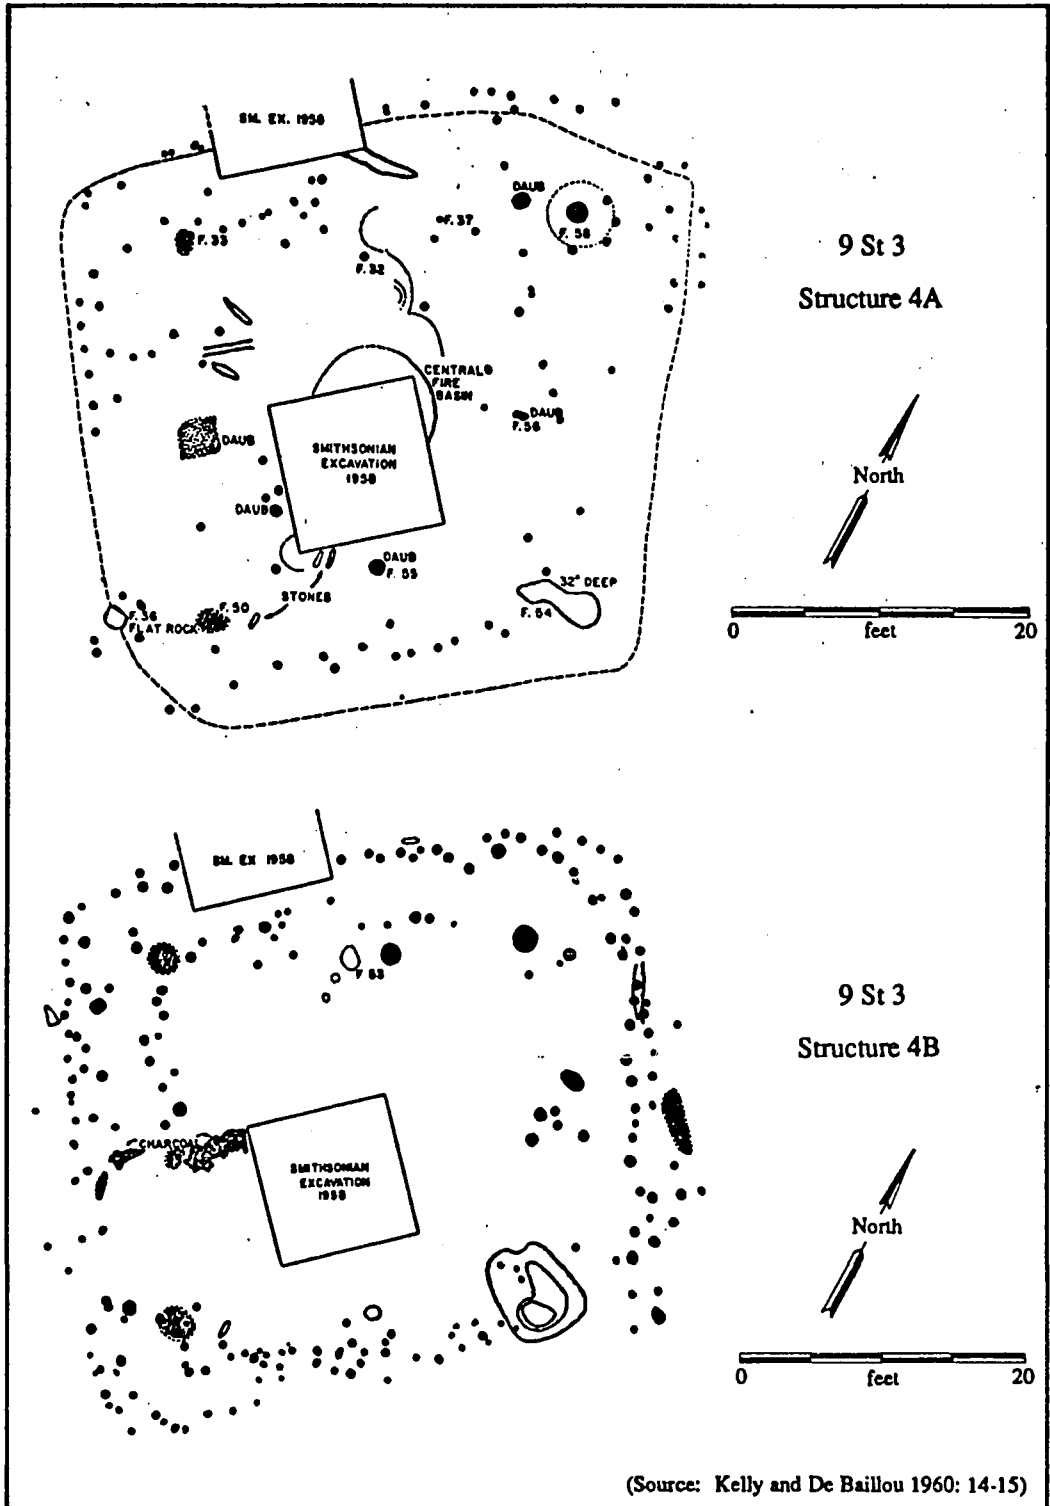 SM. EX. 1958
DAUB
F. 58
F. 37
F. 33
F. 32
9 St 3
Structure 4A
CENTRAL
FIRE
BASIN
DAUB
F. 56
DAUB
SMITHSONIAN
EXCAVATION
1958
North
DAUB
DAUB
F. 55
32" DEEP
F. 54
STONES
F. 50
F. 36
FLAT ROCK
0 feet 20
SM. EX 1958
F 53
9 St 3
Structure 4B
CHARCOAL
SMITHSONIAN
EXCAVATION
1958
North
0 feet 20
(Source: Kelly and De Baillou 1960: 14-15)